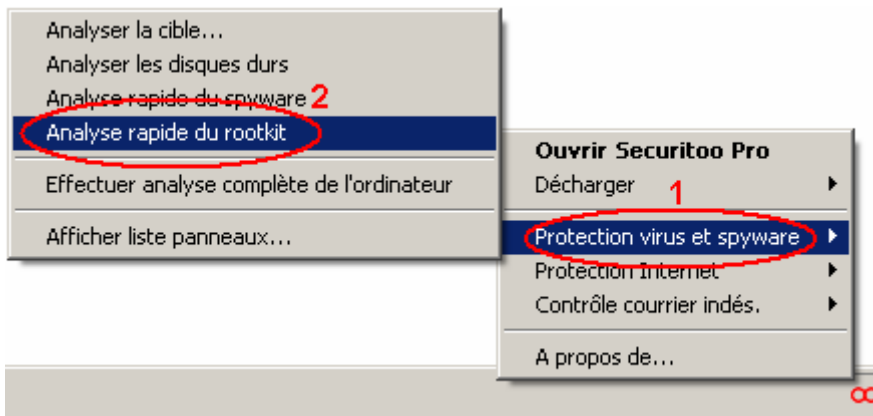 Analyser la cible...
Analyser les disques durs
Analyse rapide du spyware 2
Analyse rapide du rootkit
Effectuer analyse complète de l'ordinateur
Afficher liste panneaux...
Ouvrir Securitoo Pro
Décharger
1
Protection virus et spyware
Protection Internet
Contrôle courrier indés.
A propos de...